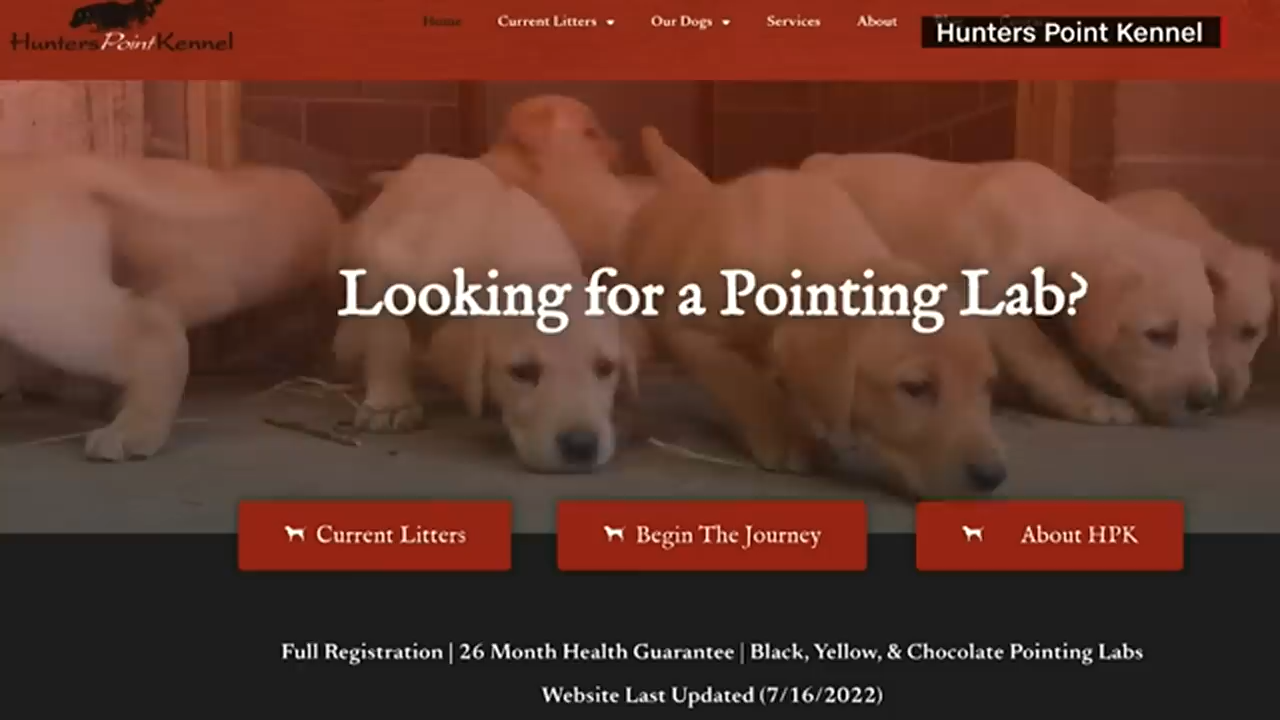 HuntersPointKennel
Home Current Litters Our Dogs Services About
Hunters Point Kennel
Looking for a Pointing Lab?
Current Litters
Begin The Journey
About HPK
Full Registration | 26 Month Health Guarantee | Black, Yellow, & Chocolate Pointing Labs
Website Last Updated (7/16/2022)